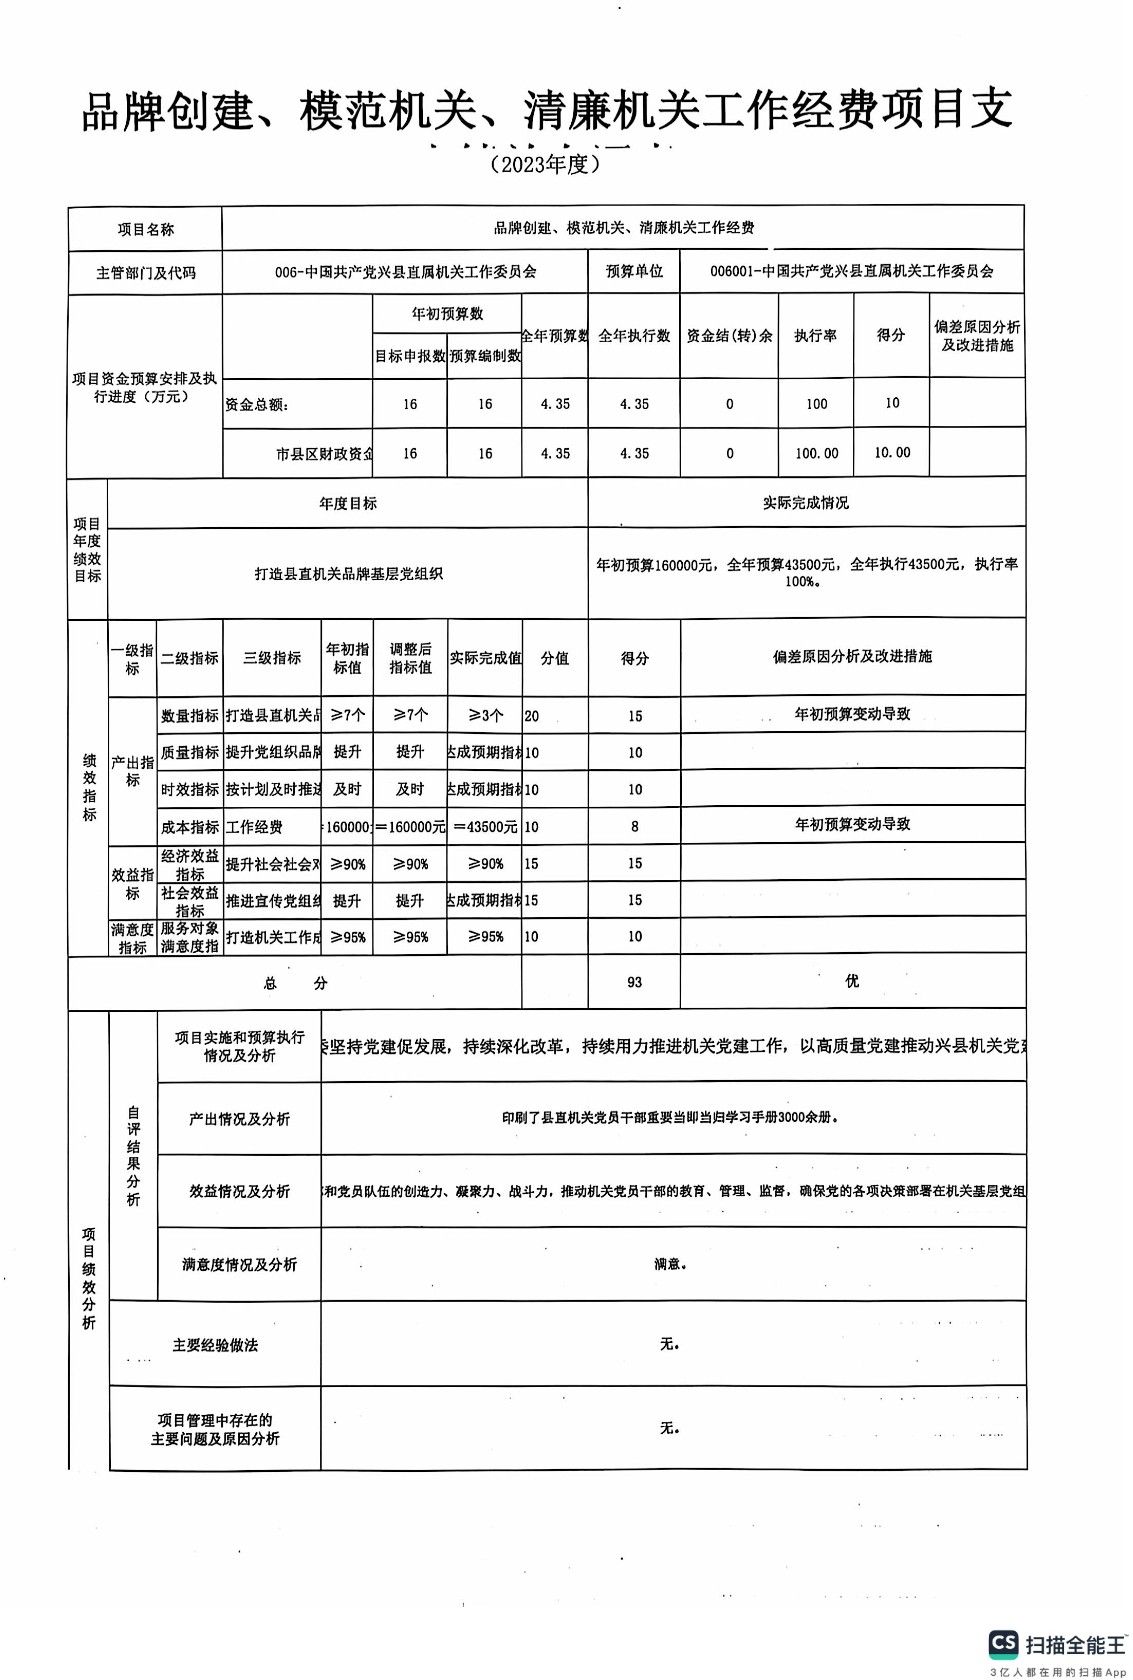 品牌创建、模范机关、清廉机关工作经费项目支
（2023年度）
项目名称 品牌创建、模范机关、清廉机关工作经费
主管部门及代码 006-中国共产党兴县直属机关工作委员会 预算单位 006001-中国共产党兴县直属机关工作委员会
项目资金预算安排及执行进度（万元）
年初预算数 全年预算数 全年执行数 资金结(转)余 执行率 得分 偏差原因分析及改进措施
目标申报数 预算编制数
资金总额： 16 16 4.35 4.35 0 100 10
市县区财政资金 16 16 4.35 4.35 0 100.00 10.00
项目年度绩效目标
年度目标 实际完成情况
打造县直机关品牌基层党组织 年初预算160000元，全年预算43500元，全年执行43500元，执行率
100%。
绩效指标
一级指标 二级指标 三级指标 年初指标值 调整后指标值 实际完成值 分值 得分 偏差原因分析及改进措施
产出指标
数量指标 打造县直机关品 ≥7个 ≥7个 ≥3个 20 15 年初预算变动导致
质量指标 提升党组织品牌 提升 提升 达成预期指标 10 10
时效指标 按计划及时推进 及时 及时 达成预期指标 10 10
成本指标 工作经费 =160000 ＝160000元 ＝43500元 10 8 年初预算变动导致
效益指标
经济效益指标 提升社会社会对 ≥90% ≥90% ≥90% 15 15
社会效益指标 推进宣传党组织 提升 提升 达成预期指标 15 15
满意度指标 服务对象满意度指 打造机关工作成 ≥95% ≥95% ≥95% 10 10
总 分 93 优
项目绩效分析
自评结果分析
项目实施和预算执行情况及分析 委坚持党建促发展，持续深化改革，持续用力推进机关党建工作，以高质量党建推动兴县机关党建
产出情况及分析 印刷了县直机关党员干部重要当即当归学习手册3000余册。
效益情况及分析 和党员队伍的创造力、凝聚力、战斗力，推动机关党员干部的教育、管理、监督，确保党的各项决策部署在机关基层党组
满意度情况及分析 满意。
主要经验做法 无。
项目管理中存在的
主要问题及原因分析 无。
CS 扫描全能王
3亿人都在用的扫描App